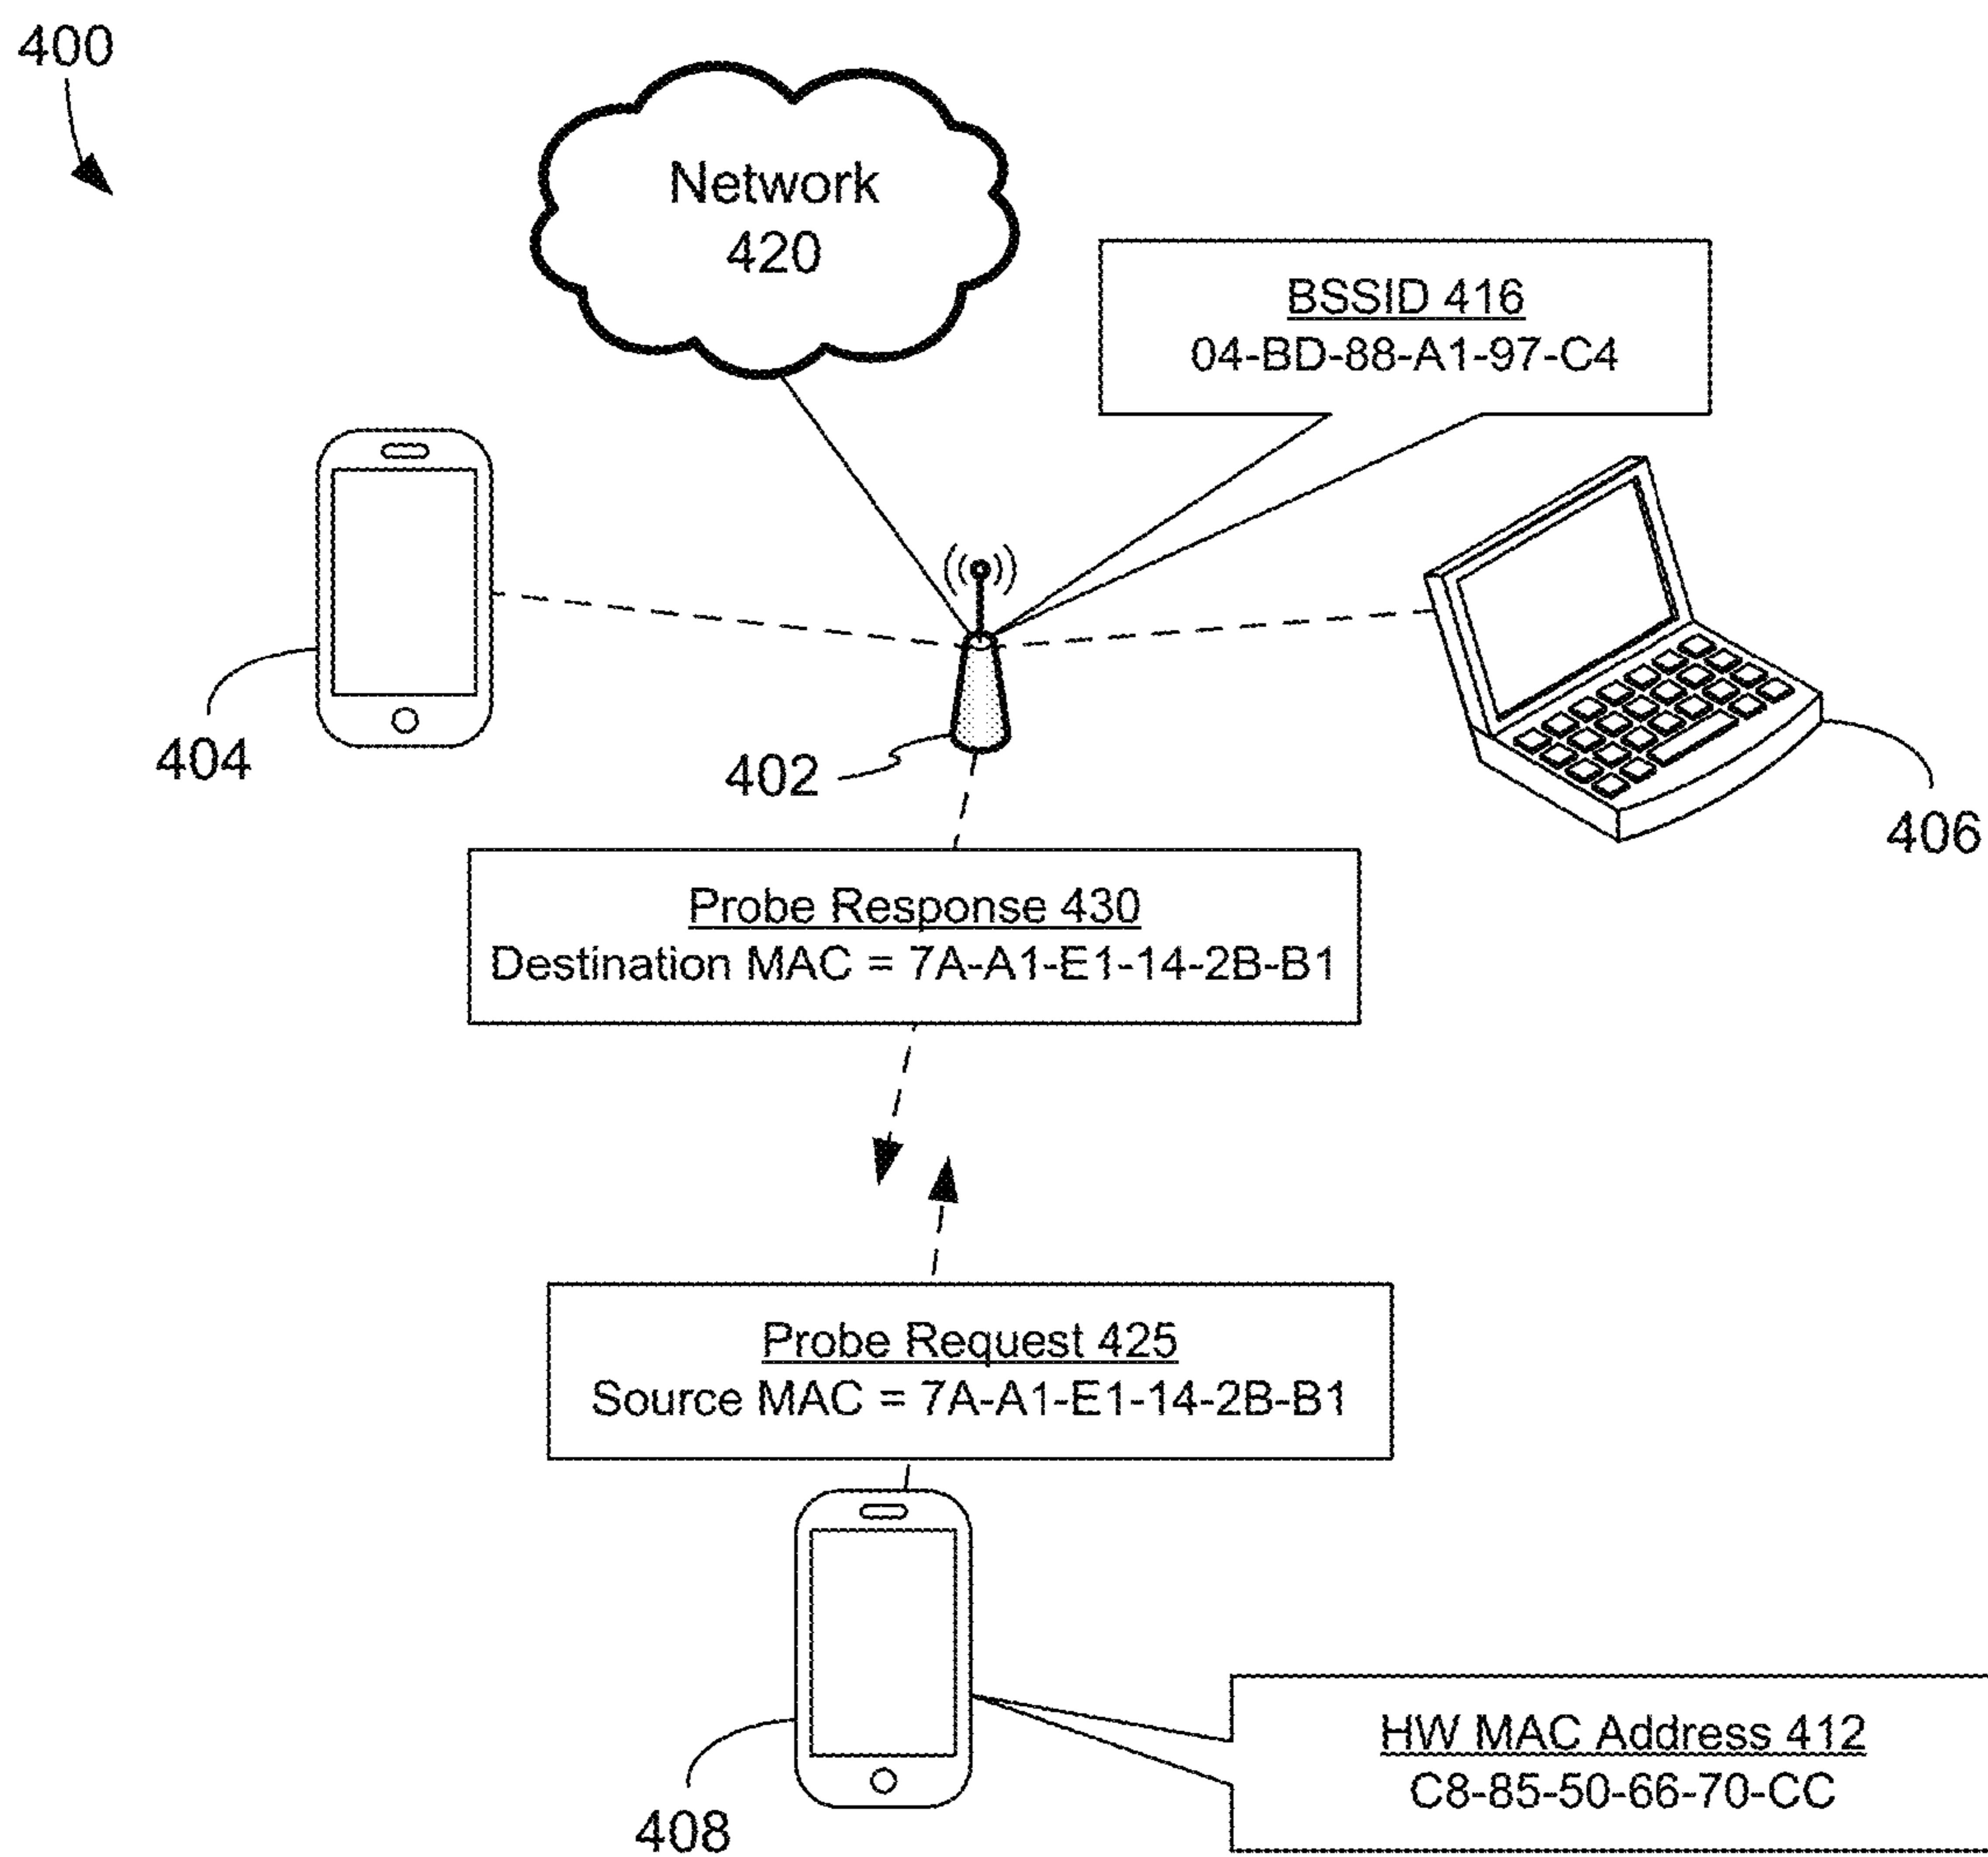 400
Network
420
BSSID 416
04-BD-88-A1-97-C4
404
402
406
Probe Response 430
Destination MAC = 7A-A1-E1-14-2B-B1
Probe Request 425
Source MAC = 7A-A1-E1-14-2B-B1
408
HW MAC Address 412
C8-85-50-66-70-CC